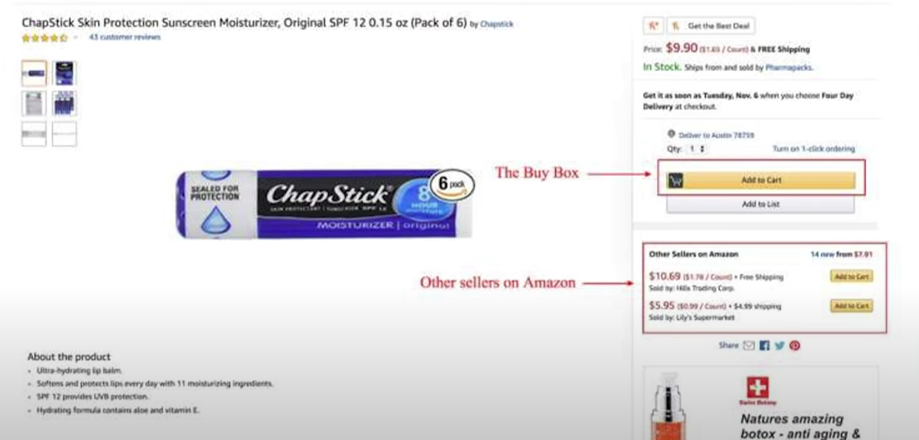 ChapStick Skin Protection Sunscreen Moisturizer, Original SPF 12 0.15 oz (Pack of 6) by Chapstick
43 customer reviews
SEALED FOR
PROTECTION
ChapStick
SKIN PROTECTANT / SUNSCREEN SPF 12
8
HOUR
moisture
MOISTURIZER | original
6 pack
The Buy Box
Other sellers on Amazon
About the product
Ultra-hydrating lip balm.
Softens and protects lips every day with 11 moisturizing ingredients.
SPF 12 provides UVB protection.
Hydrating formula contains aloe and vitamin E.
Get the Best Deal
Price: $9.90 ($1.65 / Count) & FREE Shipping
In Stock. Ships from and sold by Pharmapacks.
Get it as soon as Tuesday, Nov. 6 when you choose Four Day
Delivery at checkout.
Deliver to Austin 78759
Qty: 1
Turn on 1-click ordering
Add to Cart
Add to List
Other Sellers on Amazon
14 new from $7.91
$10.69 ($1.78 / Count) + Free Shipping
Add to Cart
Sold by: Hills Trading Corp.
$5.95 ($0.99 / Count) + $4.99 shipping
Add to Cart
Sold by: Lily's Supermarket
Share
Swiss Botany
Natures amazing
botox - anti aging &